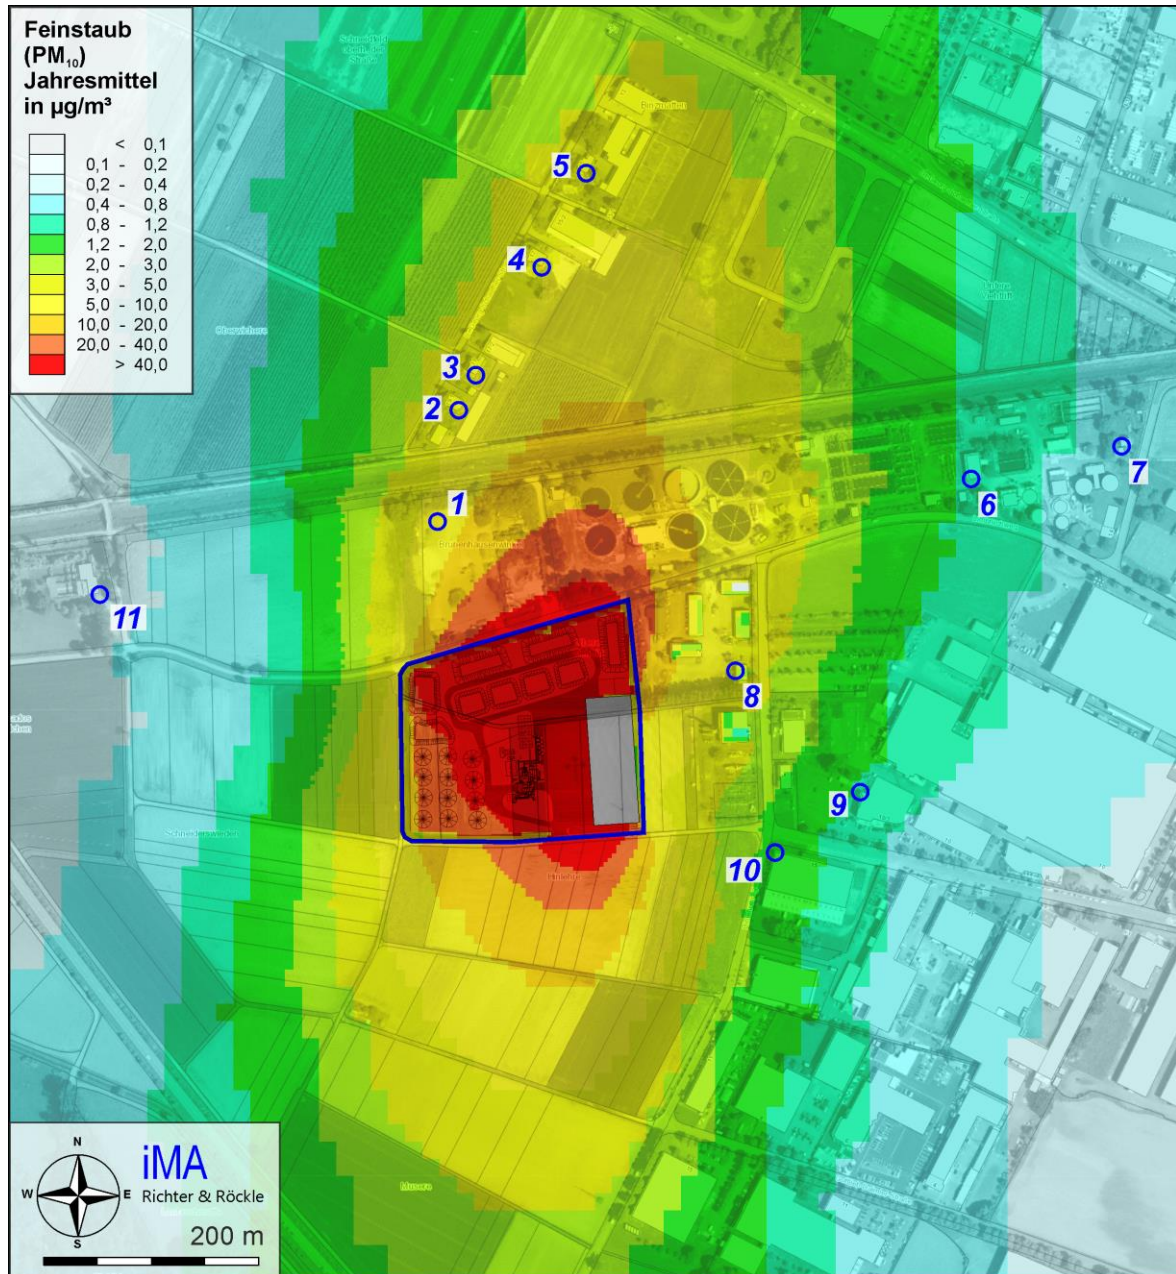 Feinstaub
(PM₁₀)
Jahresmittel
in µg/m³
< 0,1
0,1 - 0,2
0,2 - 0,4
0,4 - 0,8
0,8 - 1,2
1,2 - 2,0
2,0 - 3,0
3,0 - 5,0
5,0 - 10,0
10,0 - 20,0
20,0 - 40,0
> 40,0
Binzmatten
5
4
Oberwichere
3
2
1
6
7
11
8
9
10
Musere
N
W E
S
iMA
Richter & Röckle
200 m